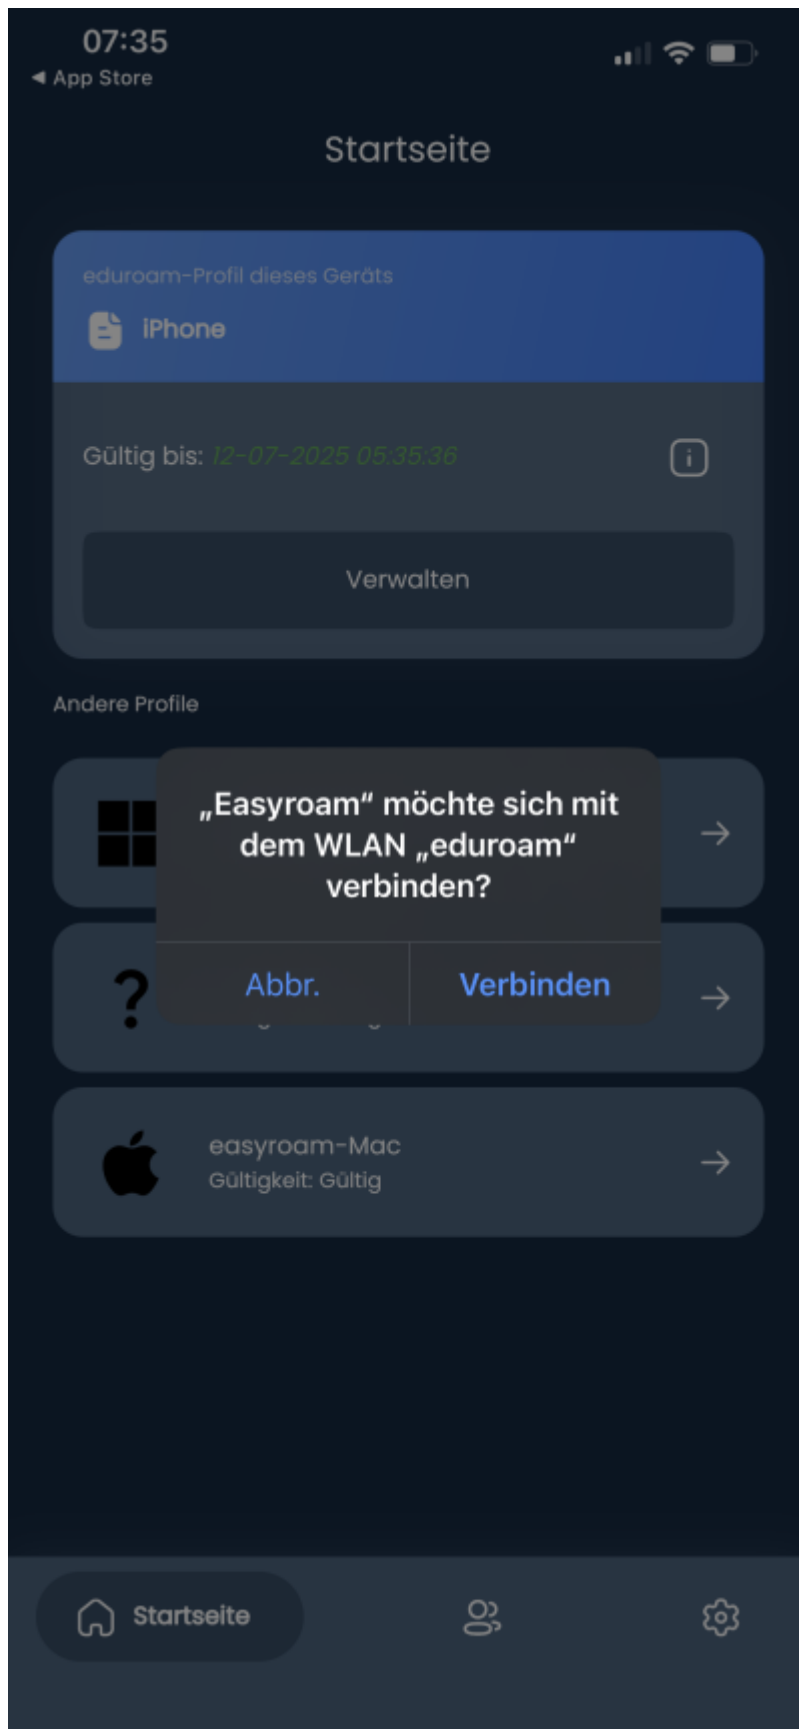 07:35
◀ App Store
Startseite
eduroam-Profil dieses Geräts
iPhone
Gültig bis: 12-07-2025 05:35:36
Verwalten
Andere Profile
„Easyroam“ möchte sich mit
dem WLAN „eduroam“
verbinden?
Abbr.
Verbinden
easyroam-Mac
Gültigkeit: Gültig
Startseite